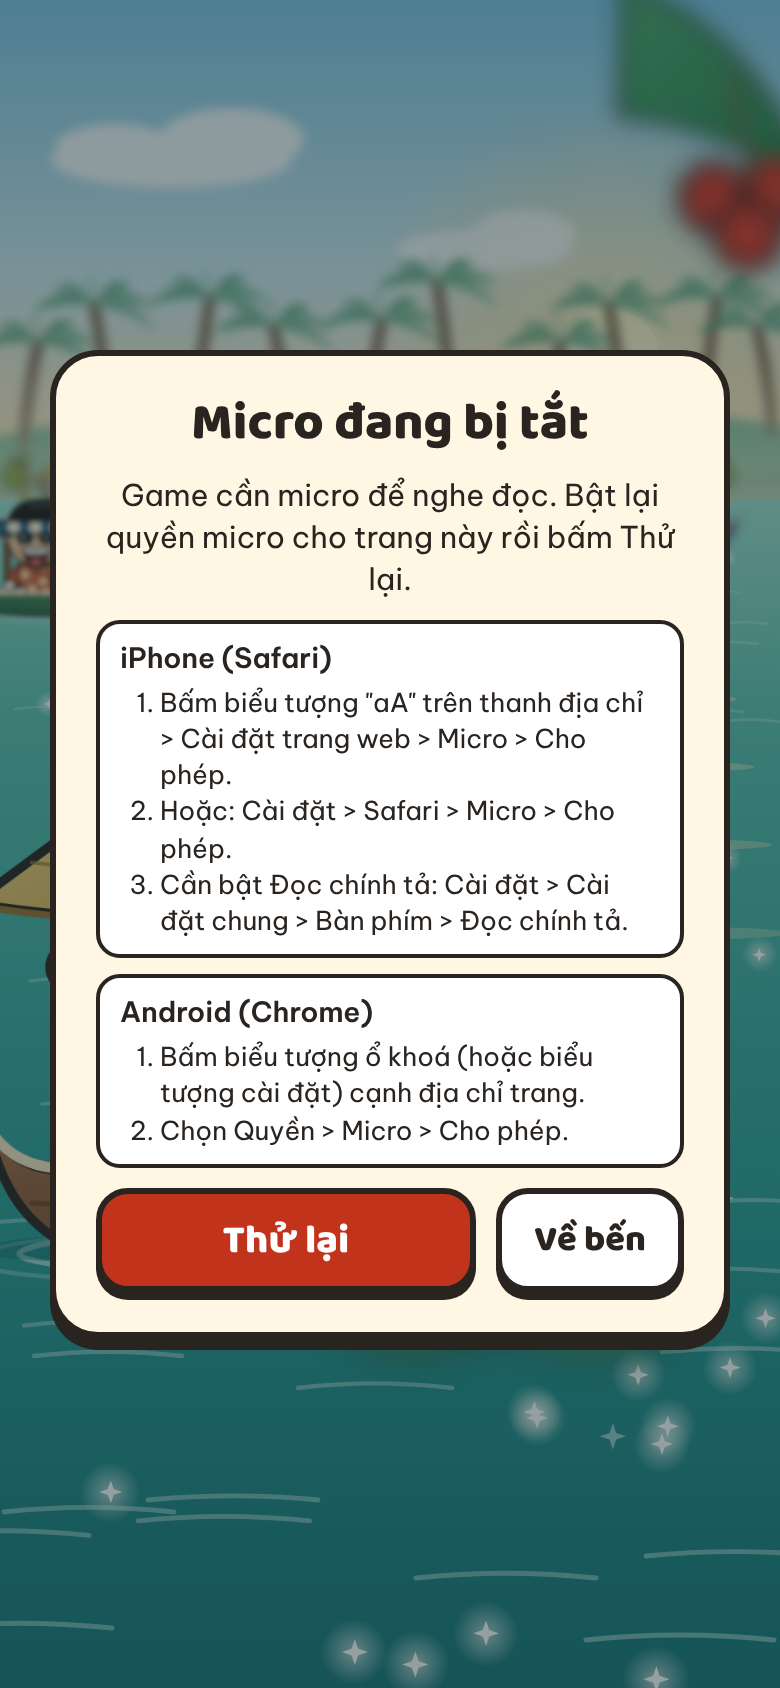 Micro đang bị tắt
Game cần micro để nghe đọc. Bật lại
quyền micro cho trang này rồi bấm Thử
lại.
iPhone (Safari)
1. Bấm biểu tượng "aA" trên thanh địa chỉ
> Cài đặt trang web > Micro > Cho
phép.
2. Hoặc: Cài đặt > Safari > Micro > Cho
phép.
3. Cần bật Đọc chính tả: Cài đặt > Cài
đặt chung > Bàn phím > Đọc chính tả.
Android (Chrome)
1. Bấm biểu tượng ổ khoá (hoặc biểu
tượng cài đặt) cạnh địa chỉ trang.
2. Chọn Quyền > Micro > Cho phép.
Thử lại
Về bến